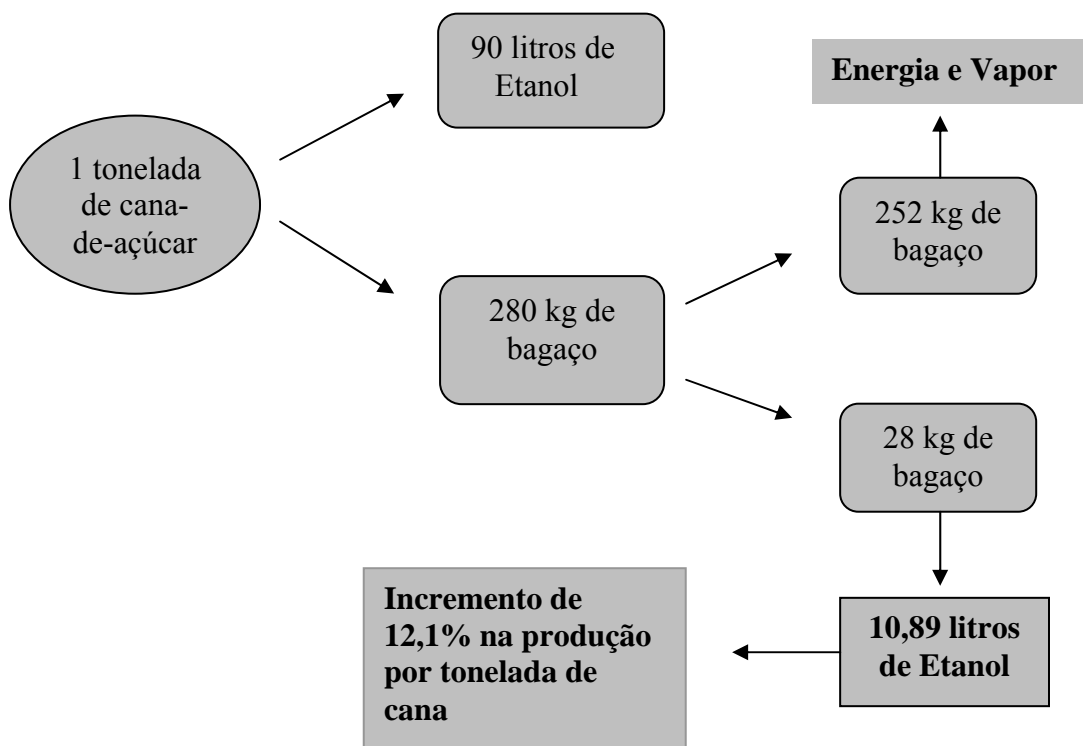 90 litros de
Etanol
Energia e Vapor
1 tonelada
de cana-
de-açúcar
252 kg de
bagaço
280 kg de
bagaço
28 kg de
bagaço
Incremento de
12,1% na produção
por tonelada de
cana
10,89 litros
de Etanol